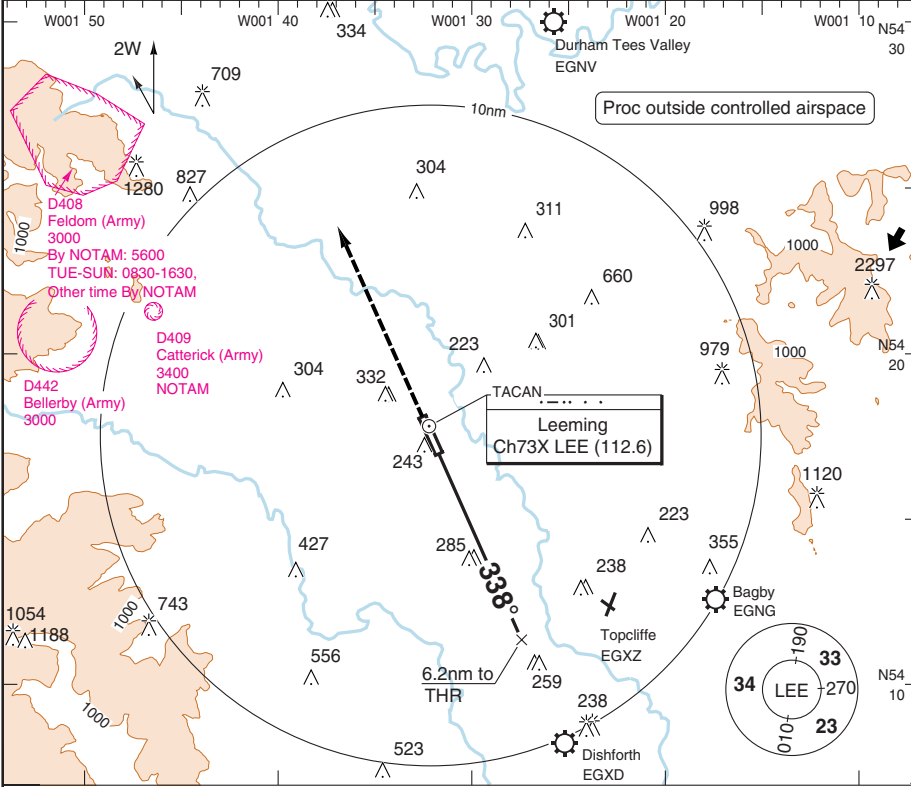 W001 50
W001 40
W001 30
W001 20
W001 10
N54
30
334
Durham Tees Valley
EGNV
2W
709
10nm
Proc outside controlled airspace
1280
827
304
311
998
1000
2297
D408
Feldom (Army)
3000
By NOTAM: 5600
TUE-SUN: 0830-1630,
Other time By NOTAM
1000
660
301
D409
Catterick (Army)
3400
NOTAM
D442
Bellerby (Army)
3000
304
332
223
979
1000
N54
20
TACAN
Leeming
Ch73X LEE (112.6)
243
1120
427
285
338°
223
238
355
Bagby
EGNG
Topcliffe
EGXZ
1054
1188
743
1000
556
6.2nm to
THR
259
238
190
33
34
LEE
270
010
23
N54
10
1000
523
Dishforth
EGXD